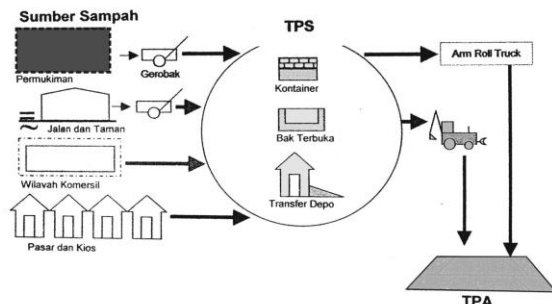 Sumber Sampah
TPS
Permukiman
Gerobak
Kontainer
Arm Roll Truck
Jalan dan Taman
Bak Terbuka
Wilavah Komersil
Transfer Depo
Pasar dan Kios
TPA